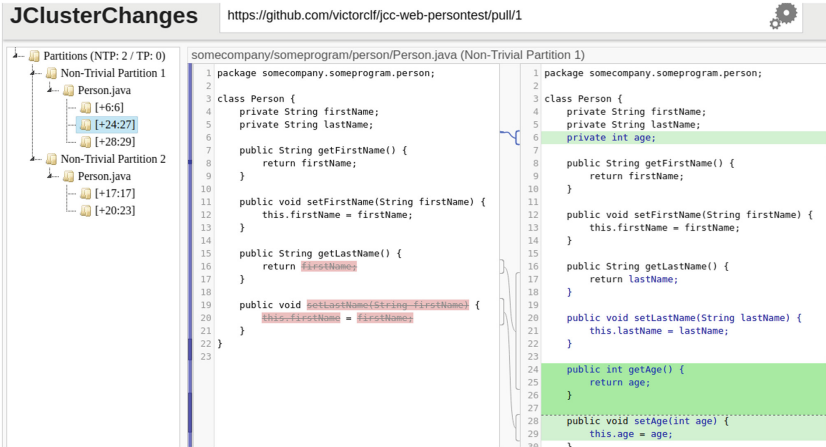 JClusterChanges
https://github.com/victorclf/jcc-web-persontest/pull/1
Partitions (NTP: 2 / TP: 0)
Non-Trivial Partition 1
Person.java
[+6:6]
[+24:27]
[+28:29]
Non-Trivial Partition 2
Person.java
[+17:17]
[+20:23]
somecompany/someprogram/person/Person.java (Non-Trivial Partition 1)
1 package somecompany.someprogram.person;
2
3 class Person {
4 private String firstName;
5 private String lastName;
6
7 public String getFirstName() {
8 return firstName;
9 }
10
11 public void setFirstName(String firstName) {
12 this.firstName = firstName;
13 }
14
15 public String getLastName() {
16 return firstName;
17 }
18
19 public void setLastName(String firstName) {
20 this.firstName = firstName;
21 }
22 }
23
1 package somecompany.someprogram.person;
2
3 class Person {
4 private String firstName;
5 private String lastName;
6 private int age;
7
8 public String getFirstName() {
9 return firstName;
10 }
11
12 public void setFirstName(String firstName) {
13 this.firstName = firstName;
14 }
15
16 public String getLastName() {
17 return lastName;
18 }
19
20 public void setLastName(String lastName) {
21 this.lastName = lastName;
22 }
23
24 public int getAge() {
25 return age;
26 }
27
28 public void setAge(int age) {
29 this.age = age;
30 }